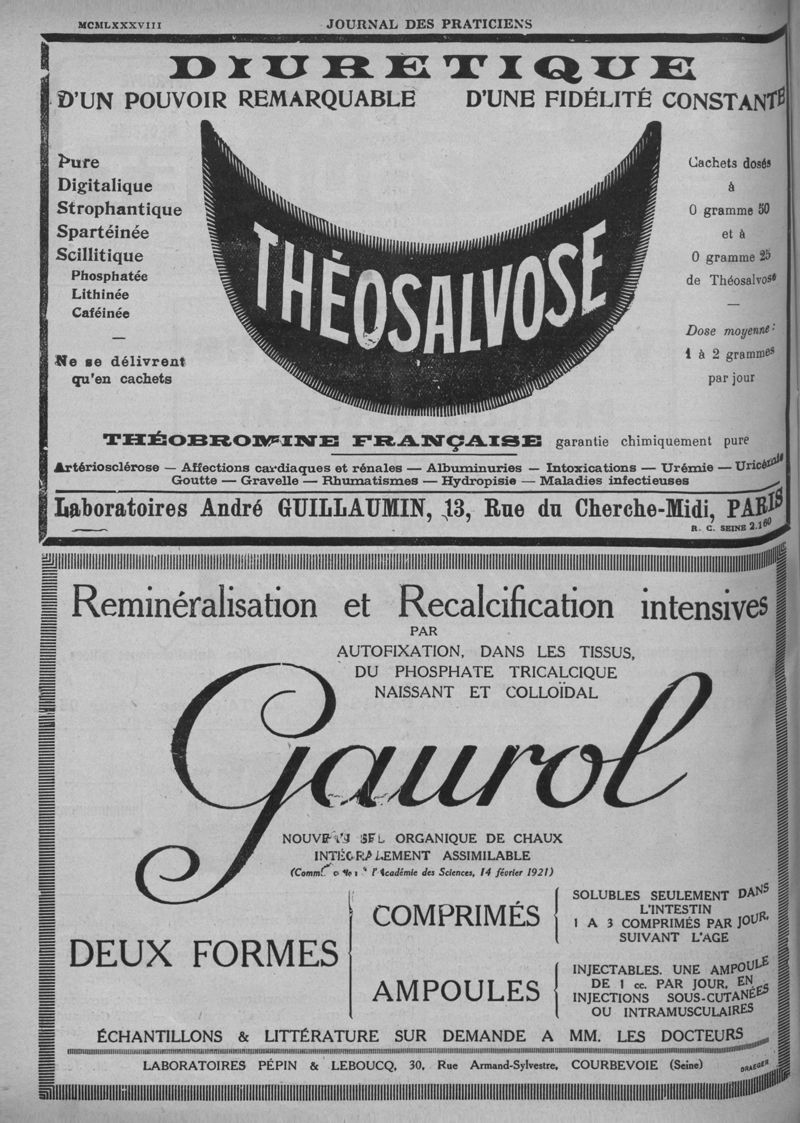 MCMLXXXVIII JOURNAL DES PRATICIENS
DIURETIQUE
D'UN POUVOIR REMARQUABLE D'UNE FIDÉLITÉ CONSTANTE
Pure
Digitalique
Strophantique
Spartéinée
Scillitique
Phosphatée
Lithinée
Caféinée
—
Ne se délivrent
qu'en cachets
THÉOSALVOSE
Cachets dosés
à
0 gramme 50
et à
0 gramme 25
de Théosalvose
—
Dose moyenne :
1 à 2 grammes
par jour
THÉOBROMINE FRANÇAISE garantie chimiquement pure
Artériosclérose — Affections cardiaques et rénales — Albuminuries — Intoxications — Urémie — Uricémie
Goutte — Gravelle — Rhumatismes — Hydropisie — Maladies infectieuses
Laboratoires André GUILLAUMIN, 13, Rue du Cherche-Midi, PARIS
R. C. SEINE 2.160
Reminéralisation et Recalcification intensives
PAR
AUTOFIXATION, DANS LES TISSUS,
DU PHOSPHATE TRICALCIQUE
NAISSANT ET COLLOÏDAL
Gaurol
NOUVEAU SEL ORGANIQUE DE CHAUX
INTÉGRALEMENT ASSIMILABLE
(Comm. à l'Académie des Sciences, 14 février 1921)
DEUX FORMES
COMPRIMÉS
SOLUBLES SEULEMENT DANS
L'INTESTIN
1 A 3 COMPRIMÉS PAR JOUR,
SUIVANT L'AGE
AMPOULES
INJECTABLES. UNE AMPOULE
DE 1 cc. PAR JOUR, EN
INJECTIONS SOUS-CUTANÉES
OU INTRAMUSCULAIRES
ÉCHANTILLONS & LITTÉRATURE SUR DEMANDE A MM. LES DOCTEURS
LABORATOIRES PÉPIN & LEBOUCQ, 30, Rue Armand-Sylvestre, COURBEVOIE (Seine)
DRAEGER